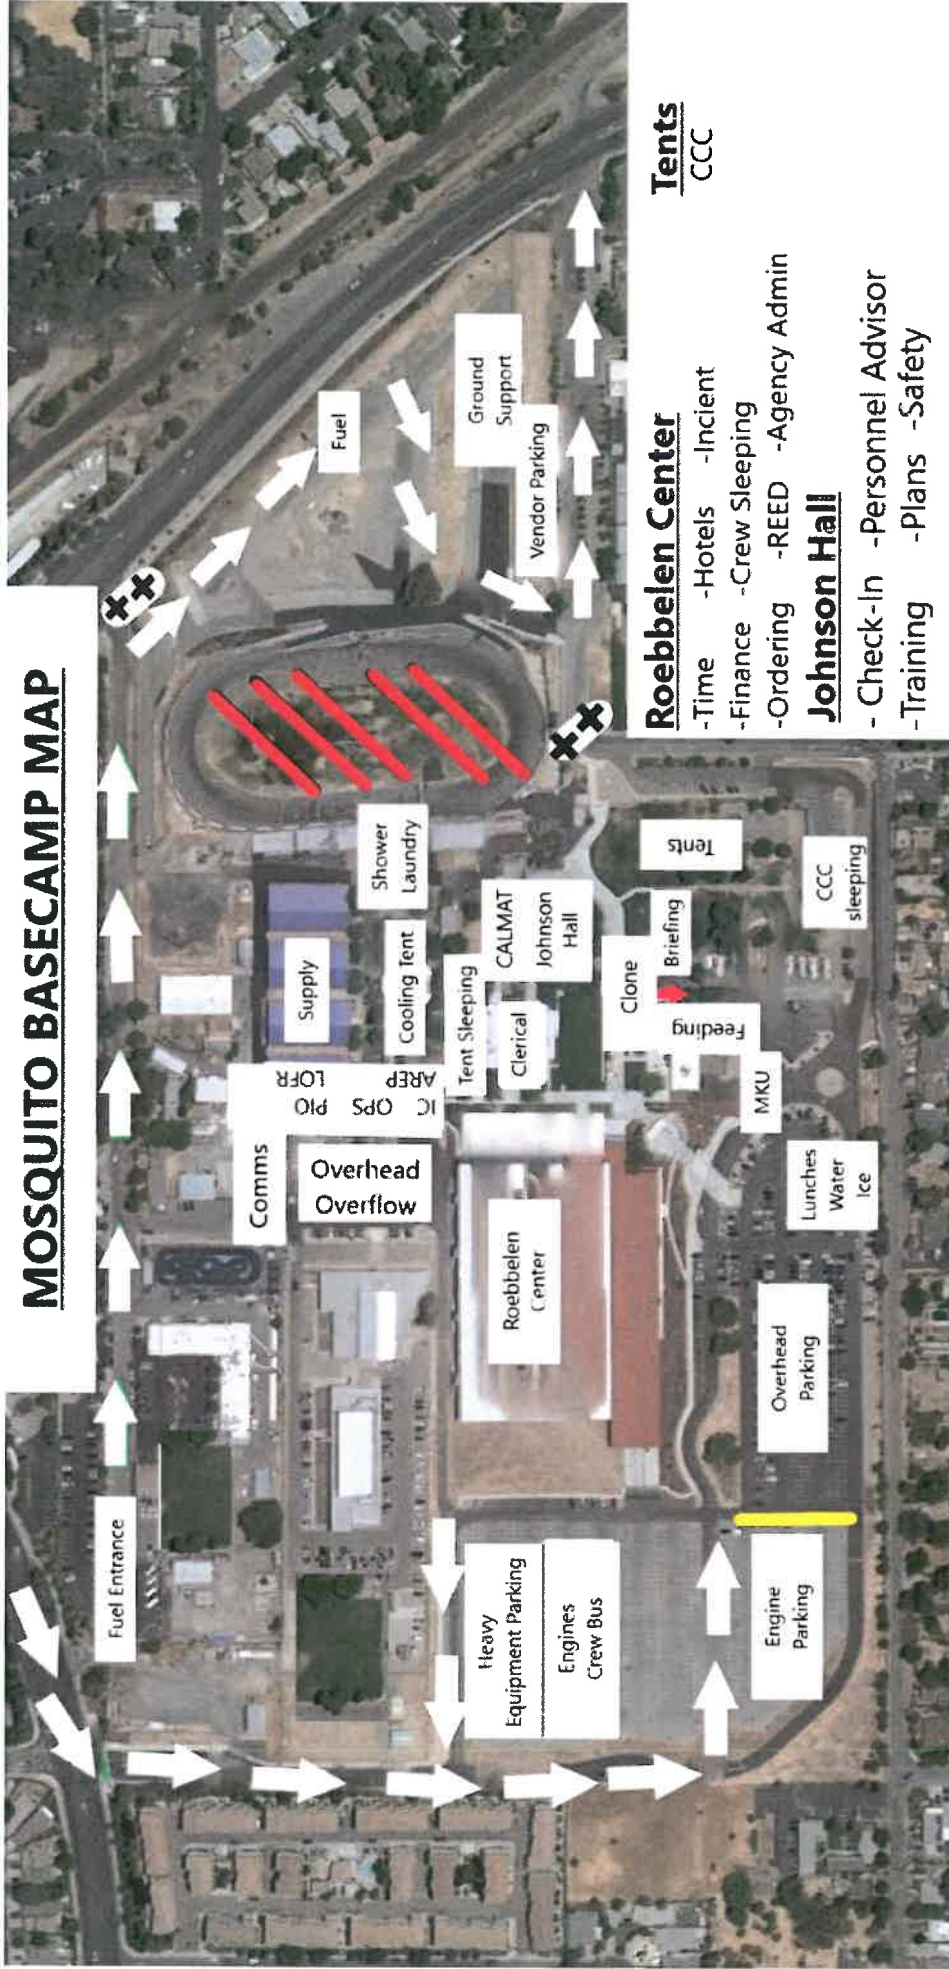 MOSQUITO BASECAMP MAP
Fuel Entrance
Comms
LOFR
AREP
PIO OPS IC
Overhead
Overflow
Supply
Cooling Tent
Shower
Laundry
Fuel
Ground
Support
Vendor Parking
Tent Sleeping
Clerical
CALMAT
Johnson
Hall
Heavy
Equipment Parking
Engines
Crew Bus
Roebbelen
Center
Clone
Briefing
Feeding
Tents
MKU
Engine
Parking
Overhead
Parking
Lunches
Water
Ice
CCC
sleeping
Roebbelen Center
-Time -Hotels -Incient
-Finance -Crew Sleeping
-Ordering -REED -Agency Admin
Johnson Hall
- Check-In -Personnel Advisor
-Training -Plans -Safety
Tents
CCC